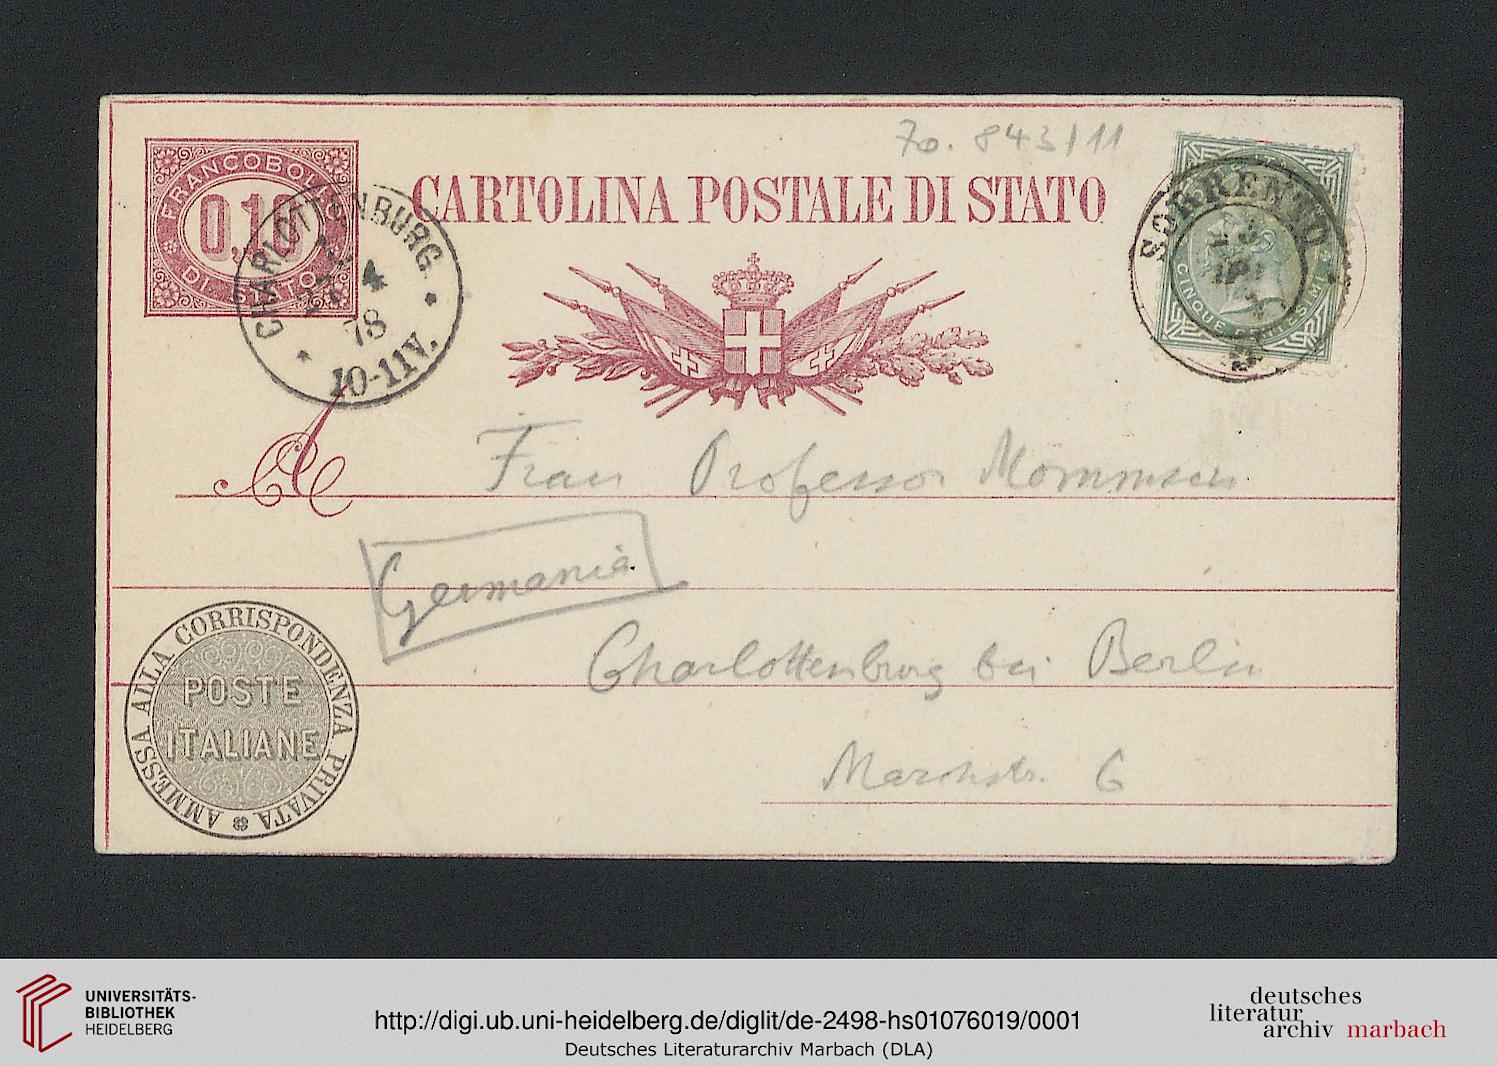 70.843/11
FRANCOBOLLO
0,10
DI STATO
CHARLOTTENBURG.
4
78
10-11V.
CARTOLINA POSTALE DI STATO
SORRENTO
CINQUE CENTESIMI
A
Frau Professor Mommsen
Germania.
Charlottenburg bei Berlin
Marchstr. 6
AMMESSA ALLA CORRISPONDENZA PRIVATA
POSTE
ITALIANE
UNIVERSITÄTS-
BIBLIOTHEK
HEIDELBERG
http://digi.ub.uni-heidelberg.de/diglit/de-2498-hs01076019/0001
Deutsches Literaturarchiv Marbach (DLA)
deutsches
literatur
archiv marbach